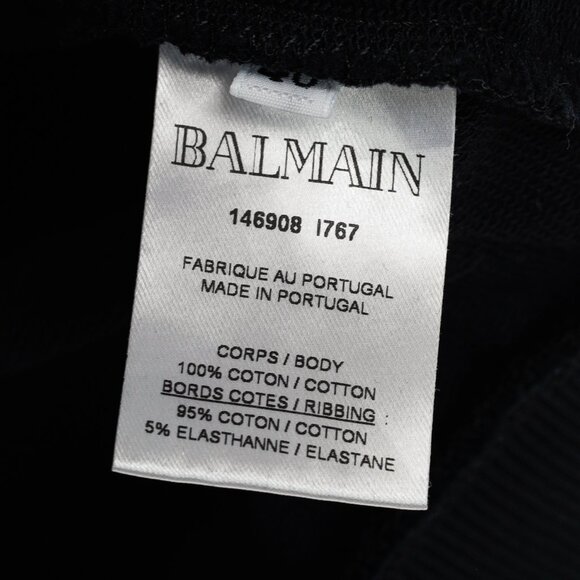 BALMAIN
146908 I767
FABRIQUE AU PORTUGAL
MADE IN PORTUGAL
CORPS / BODY
100% COTON / COTTON
BORDS COTES / RIBBING :
95% COTON / COTTON
5% ELASTHANNE / ELASTANE